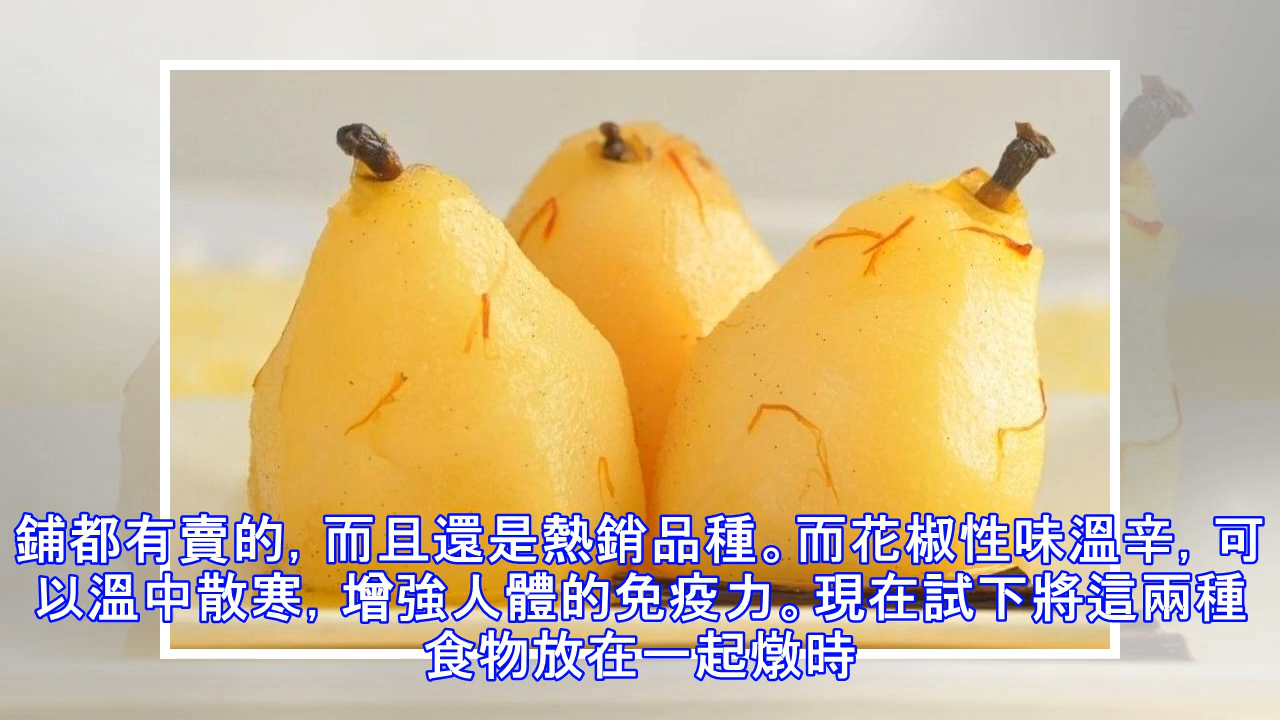 鋪都有賣的, 而且還是熱銷品種。而花椒性味溫辛, 可
以溫中散寒, 增強人體的免疫力。現在試下將這兩種
食物放在一起燉時